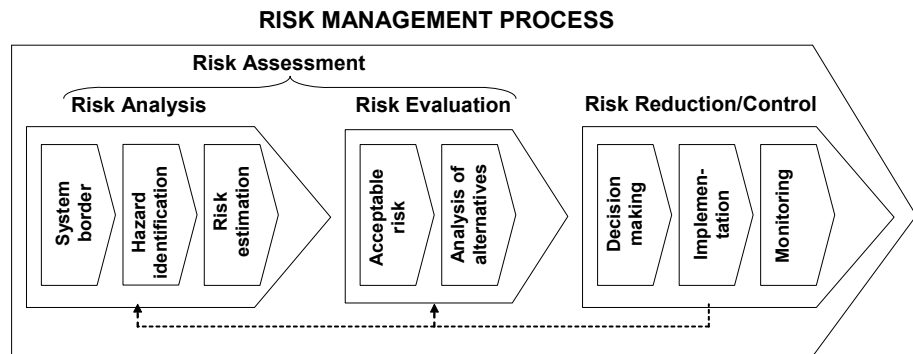 RISK MANAGEMENT PROCESS
Risk Assessment
Risk Analysis
Risk Evaluation
Risk Reduction/Control
System
border
Hazard
identification
Risk
estimation
Acceptable
risk
Analysis of
alternatives
Decision
making
Implemen-
tation
Monitoring